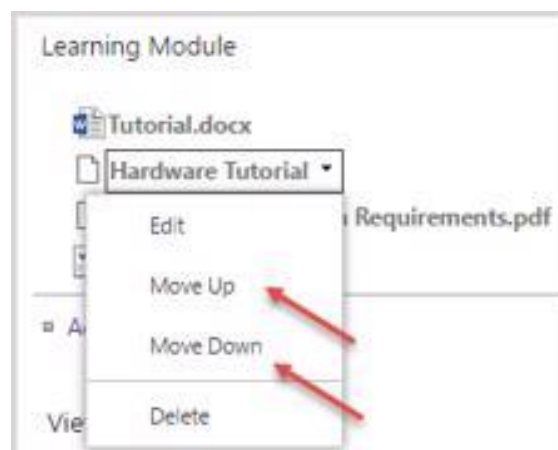 Learning Module
Tutorial.docx
Hardware Tutorial
Requirements.pdf
Edit
Move Up
Move Down
Delete